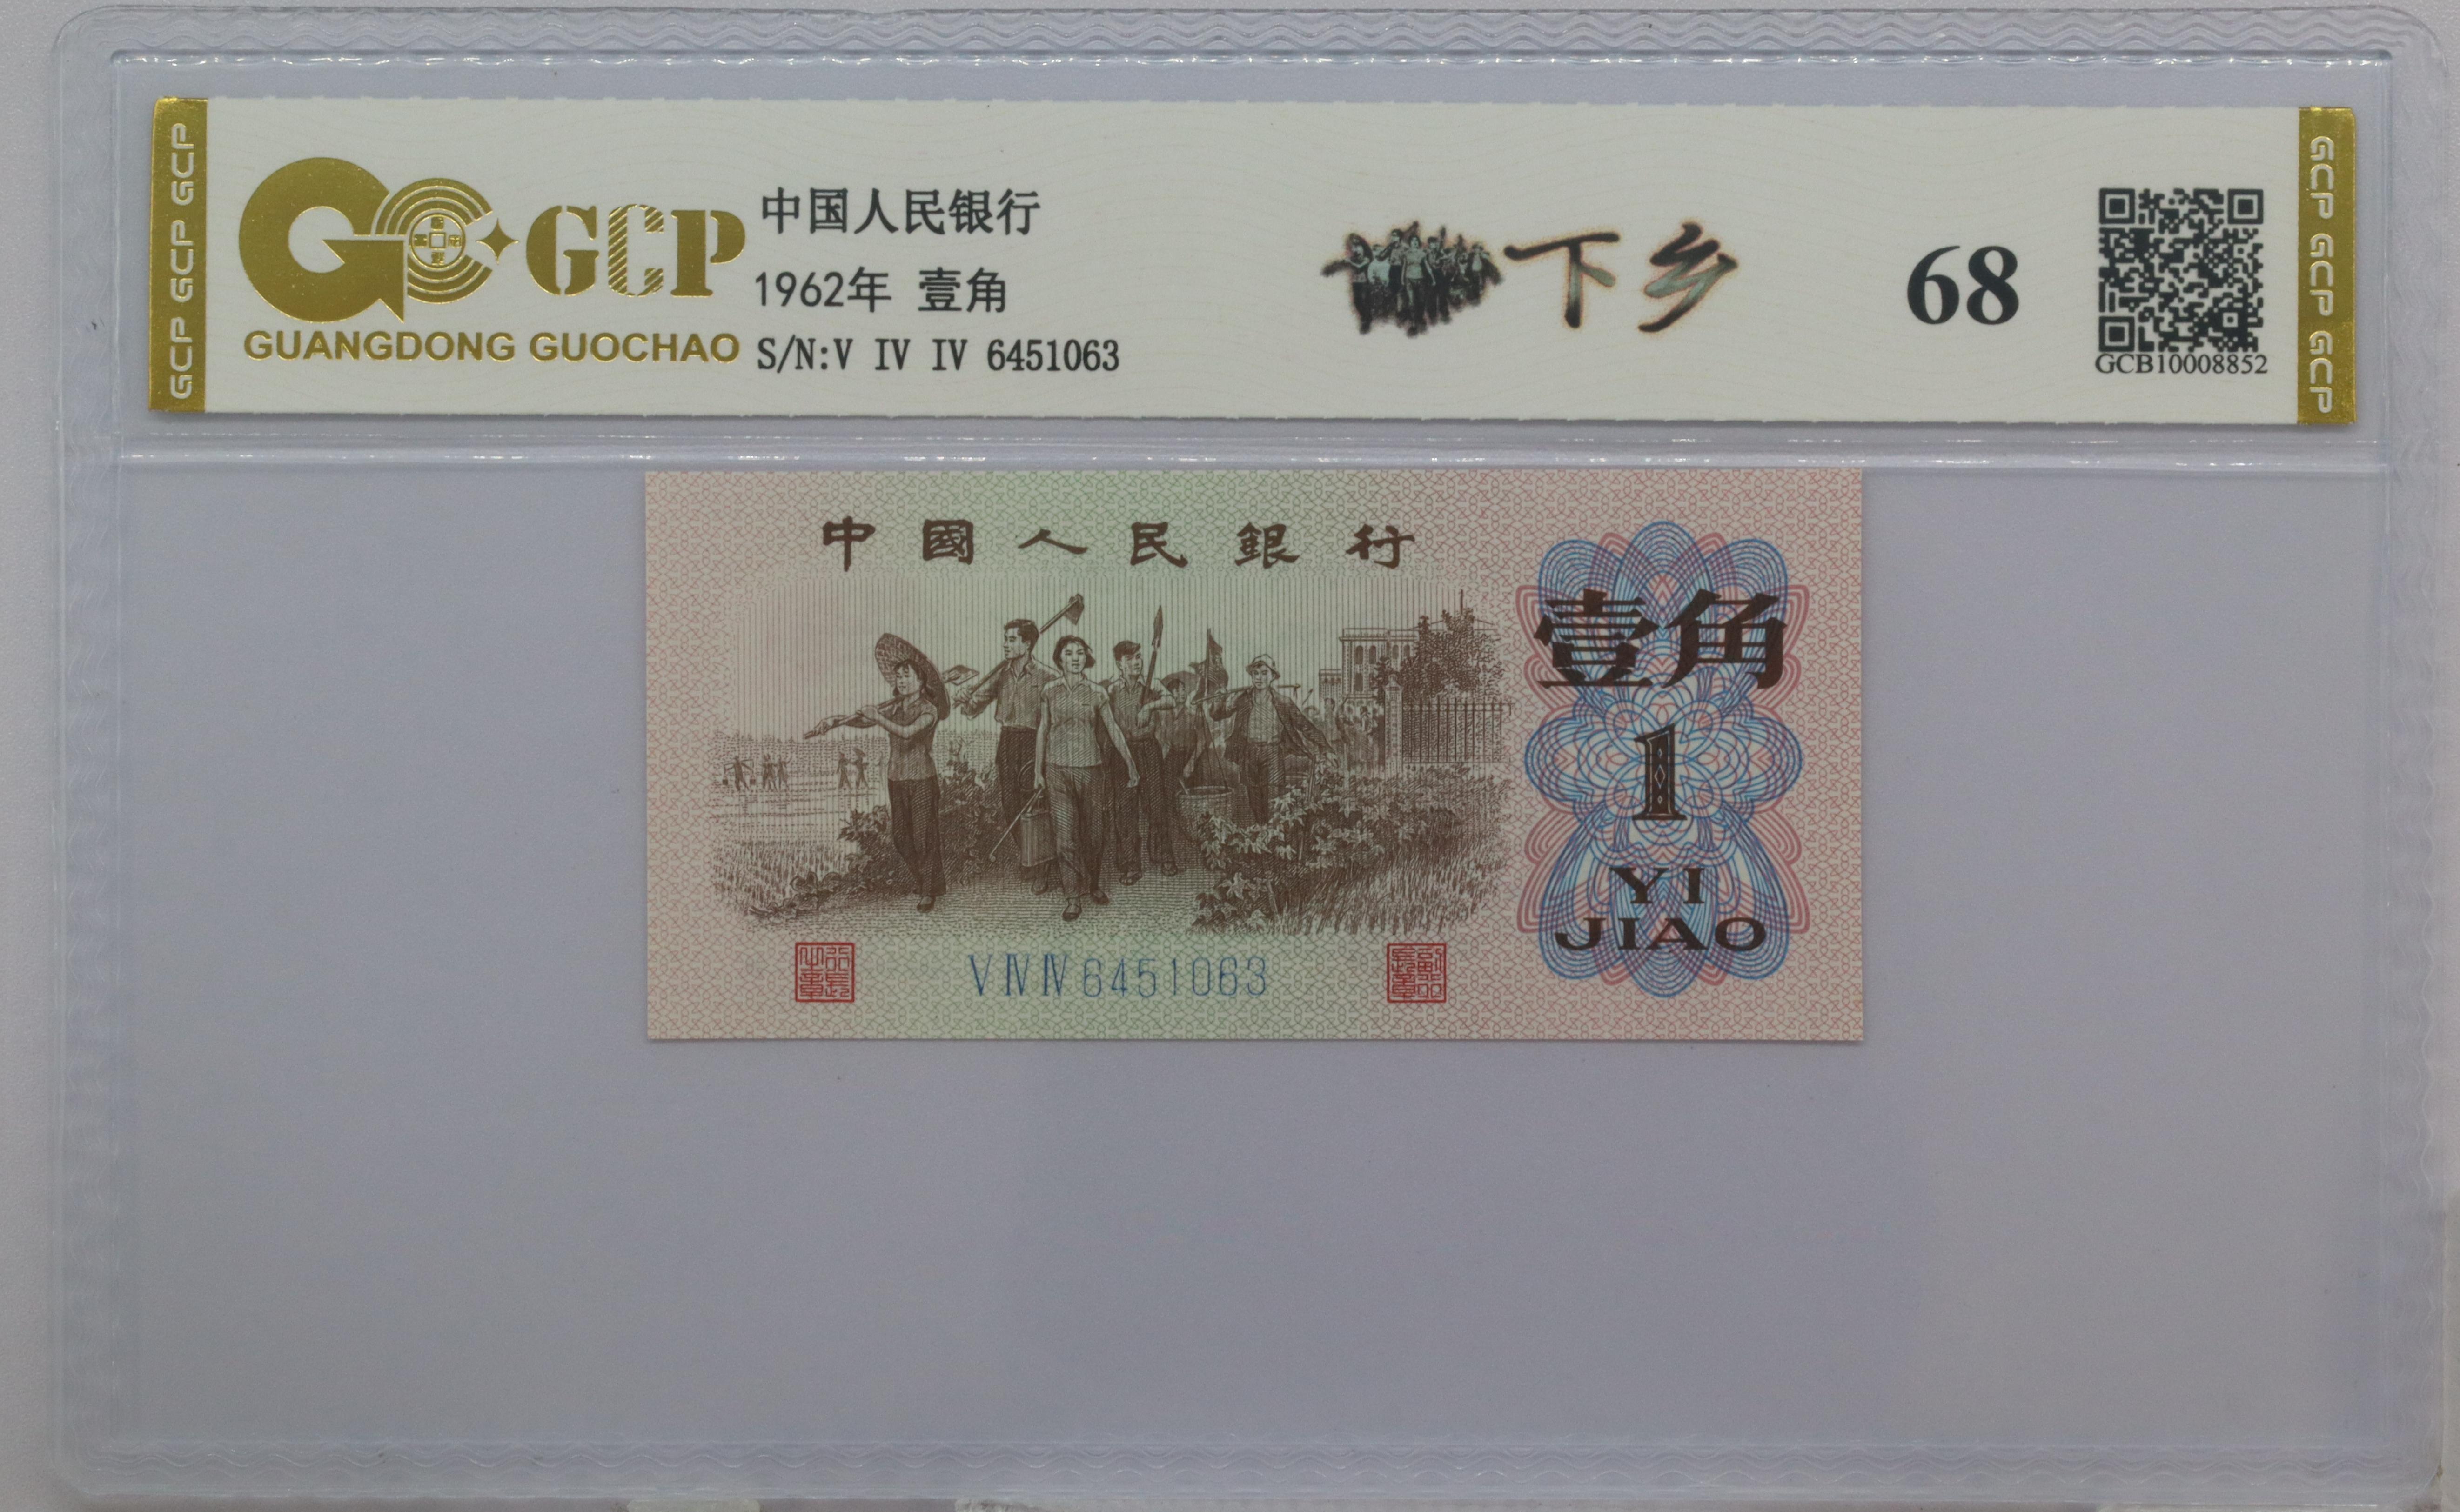 GCP GCP GCP
GCP
GUANGDONG GUOCHAO
中国人民银行
1962年 壹角
S/N:V IV IV 6451063
下乡
68
GCB10008852
GCP GCP GCP
中國人民銀行
壹角
1
YI
JIAO
V IV IV 6451063